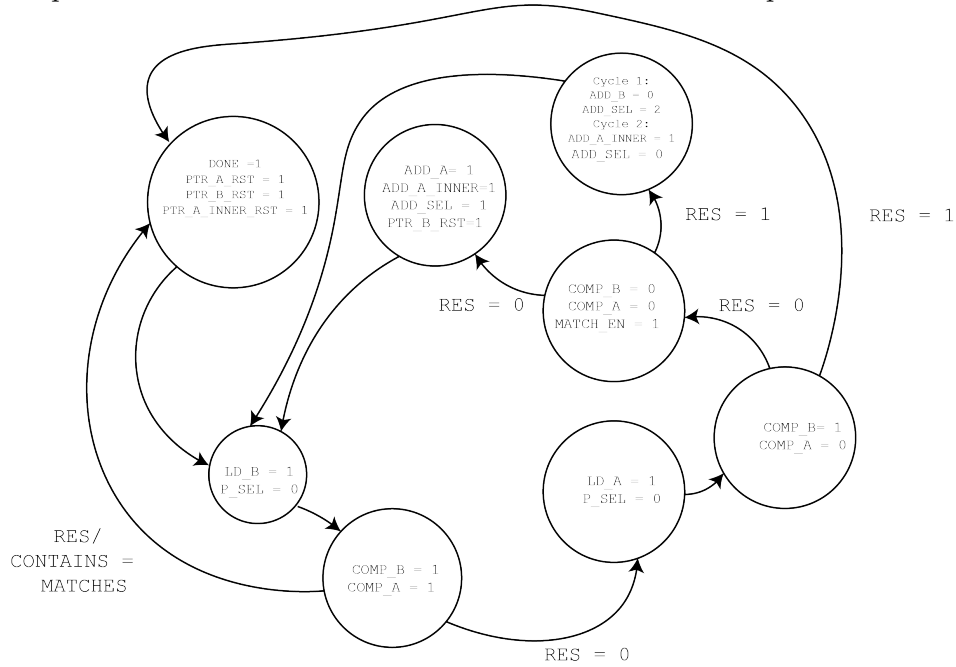 Cycle 1:
ADD_B = 0
ADD_SEL = 2
Cycle 2:
ADD_A_INNER = 1
ADD_SEL = 0
DONE =1
PTR_A_RST = 1
PTR_B_RST = 1
PTR_A_INNER_RST = 1
ADD_A= 1
ADD_A_INNER=1
ADD_SEL = 1
PTR_B_RST=1
RES = 1
RES = 1
COMP_B = 0
COMP_A = 0
MATCH_EN = 1
RES = 0
RES = 0
COMP_B= 1
COMP_A = 0
LD_B = 1
P_SEL = 0
LD_A = 1
P_SEL = 0
RES/
CONTAINS =
MATCHES
COMP_B = 1
COMP_A = 1
RES = 0